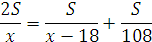 2S/x = S/(x − 18) + S/108